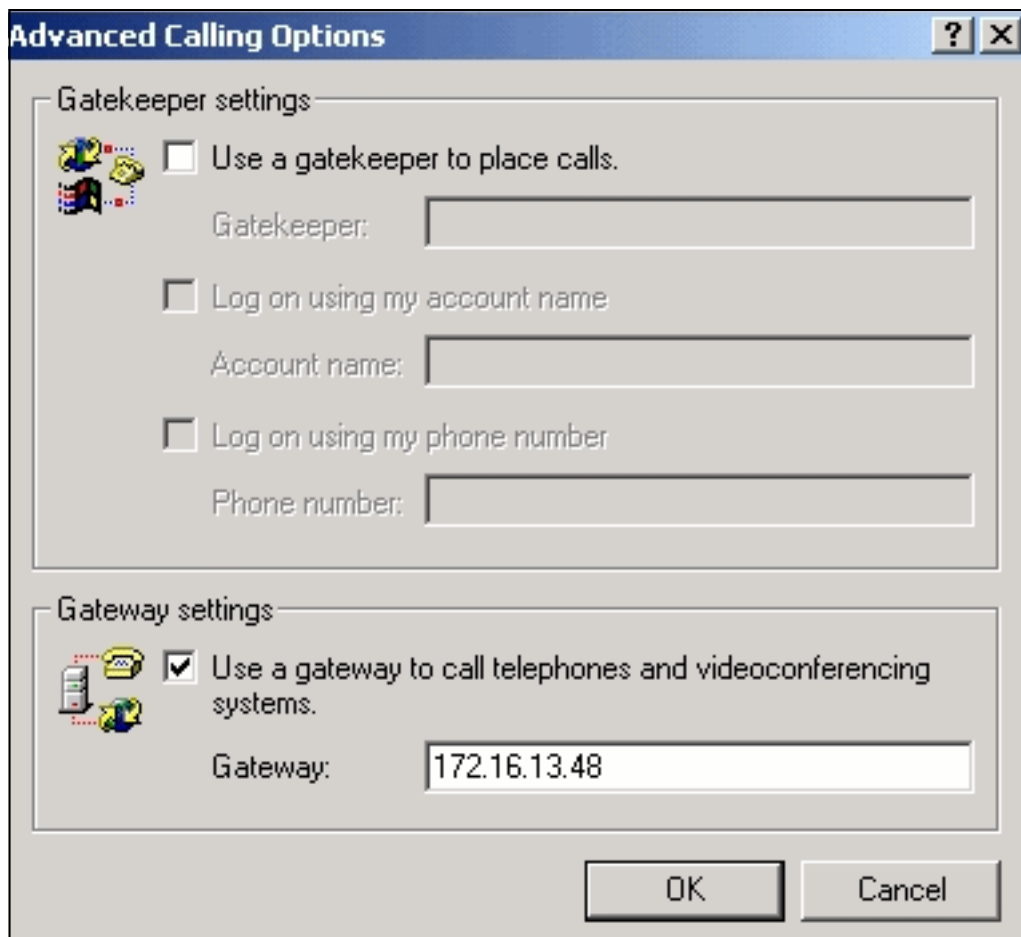 Advanced Calling Options
Gatekeeper settings
Use a gatekeeper to place calls.
Gatekeeper:
Log on using my account name
Account name:
Log on using my phone number
Phone number:
Gateway settings
Use a gateway to call telephones and videoconferencing
systems.
Gateway: 172.16.13.48
OK Cancel